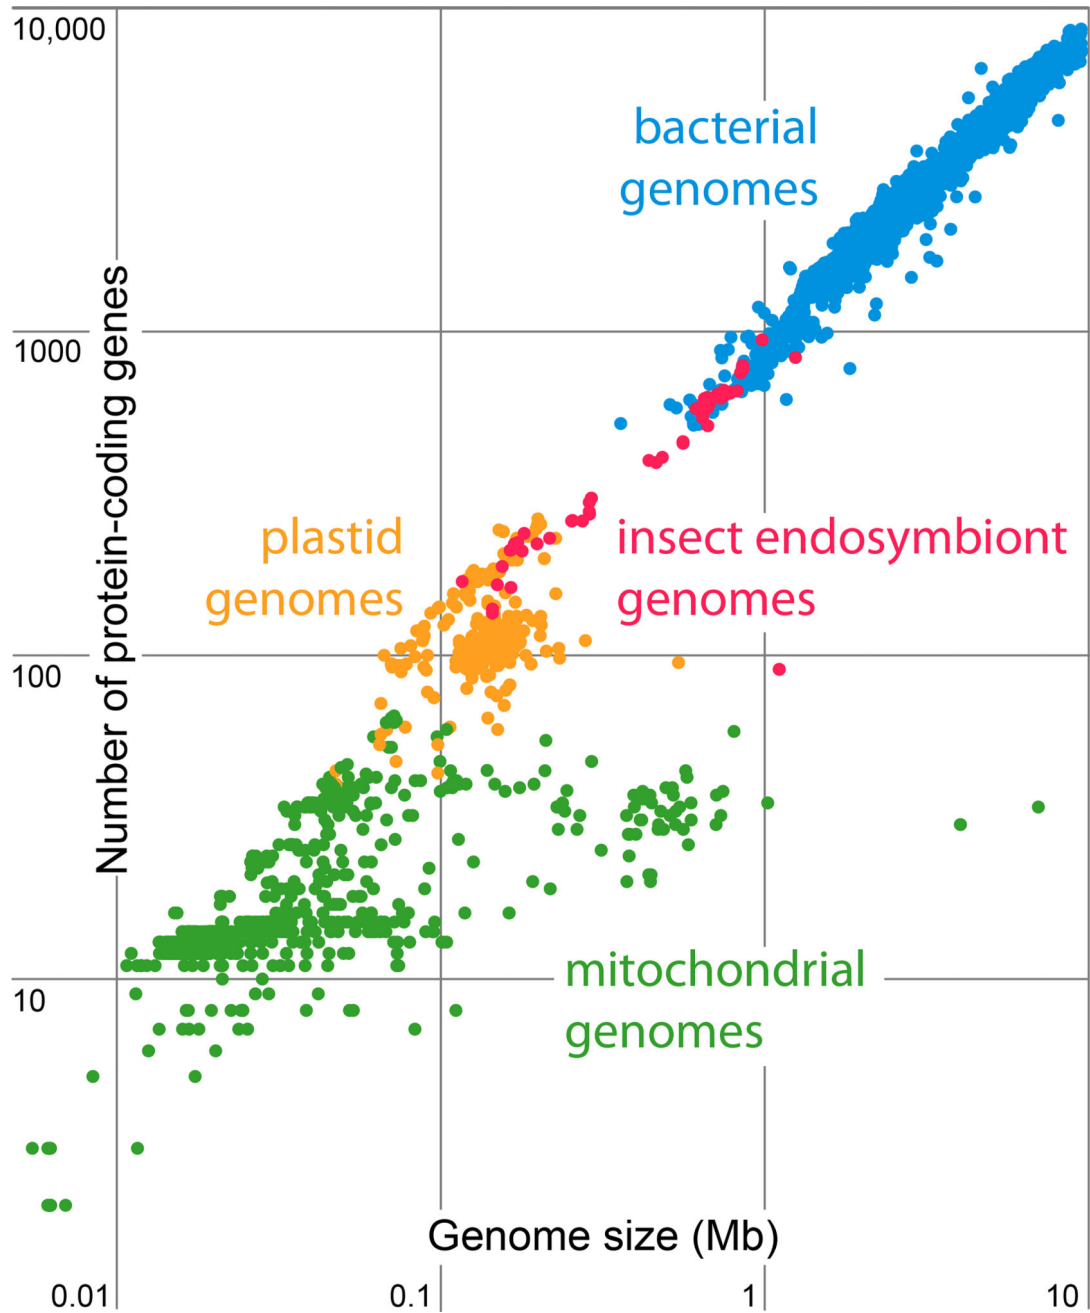 10,000
bacterial
genomes
Number of protein-coding genes
1000
plastid
genomes
insect endosymbiont
genomes
100
mitochondrial
genomes
10
Genome size (Mb)
0.01
0.1
1
10